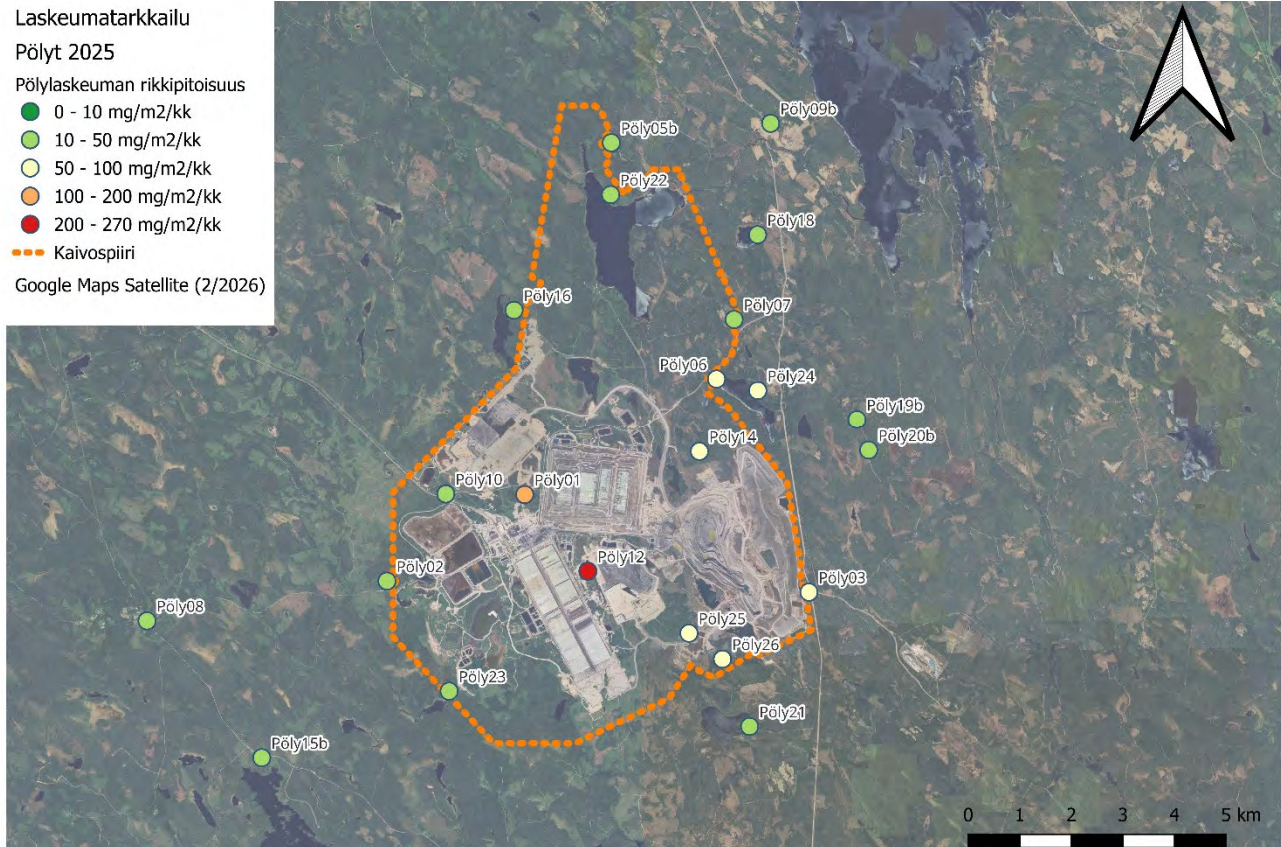 Laskeumatarkkailu
Pölyt 2025
Pölylaskeuman rikkipitoisuus
0 - 10 mg/m2/kk
10 - 50 mg/m2/kk
50 - 100 mg/m2/kk
100 - 200 mg/m2/kk
200 - 270 mg/m2/kk
Kaivospiiri
Google Maps Satellite (2/2026)
Pöly09b
Pöly05b
Pöly22
Pöly18
Pöly16
Pöly07
Pöly06
Pöly24
Pöly19b
Pöly20b
Pöly14
Pöly10
Pöly01
Pöly12
Pöly02
Pöly03
Pöly08
Pöly25
Pöly26
Pöly23
Pöly21
Pöly15b
0 1 2 3 4 5 km